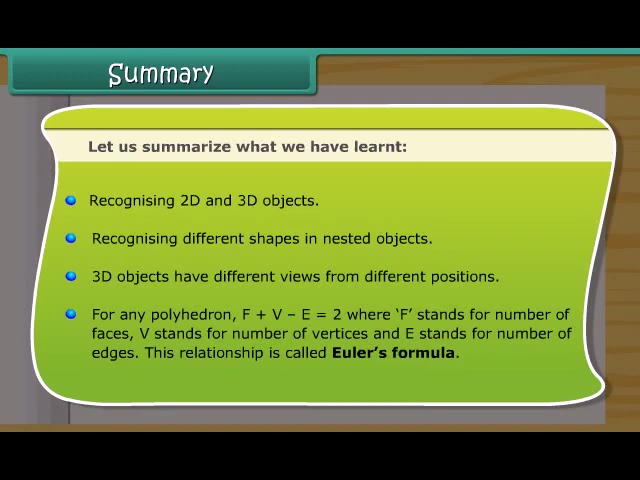 Summary
Let us summarize what we have learnt:
Recognising 2D and 3D objects.
Recognising different shapes in nested objects.
3D objects have different views from different positions.
For any polyhedron, F + V – E = 2 where ‘F’ stands for number of
faces, V stands for number of vertices and E stands for number of
edges. This relationship is called Euler’s formula.